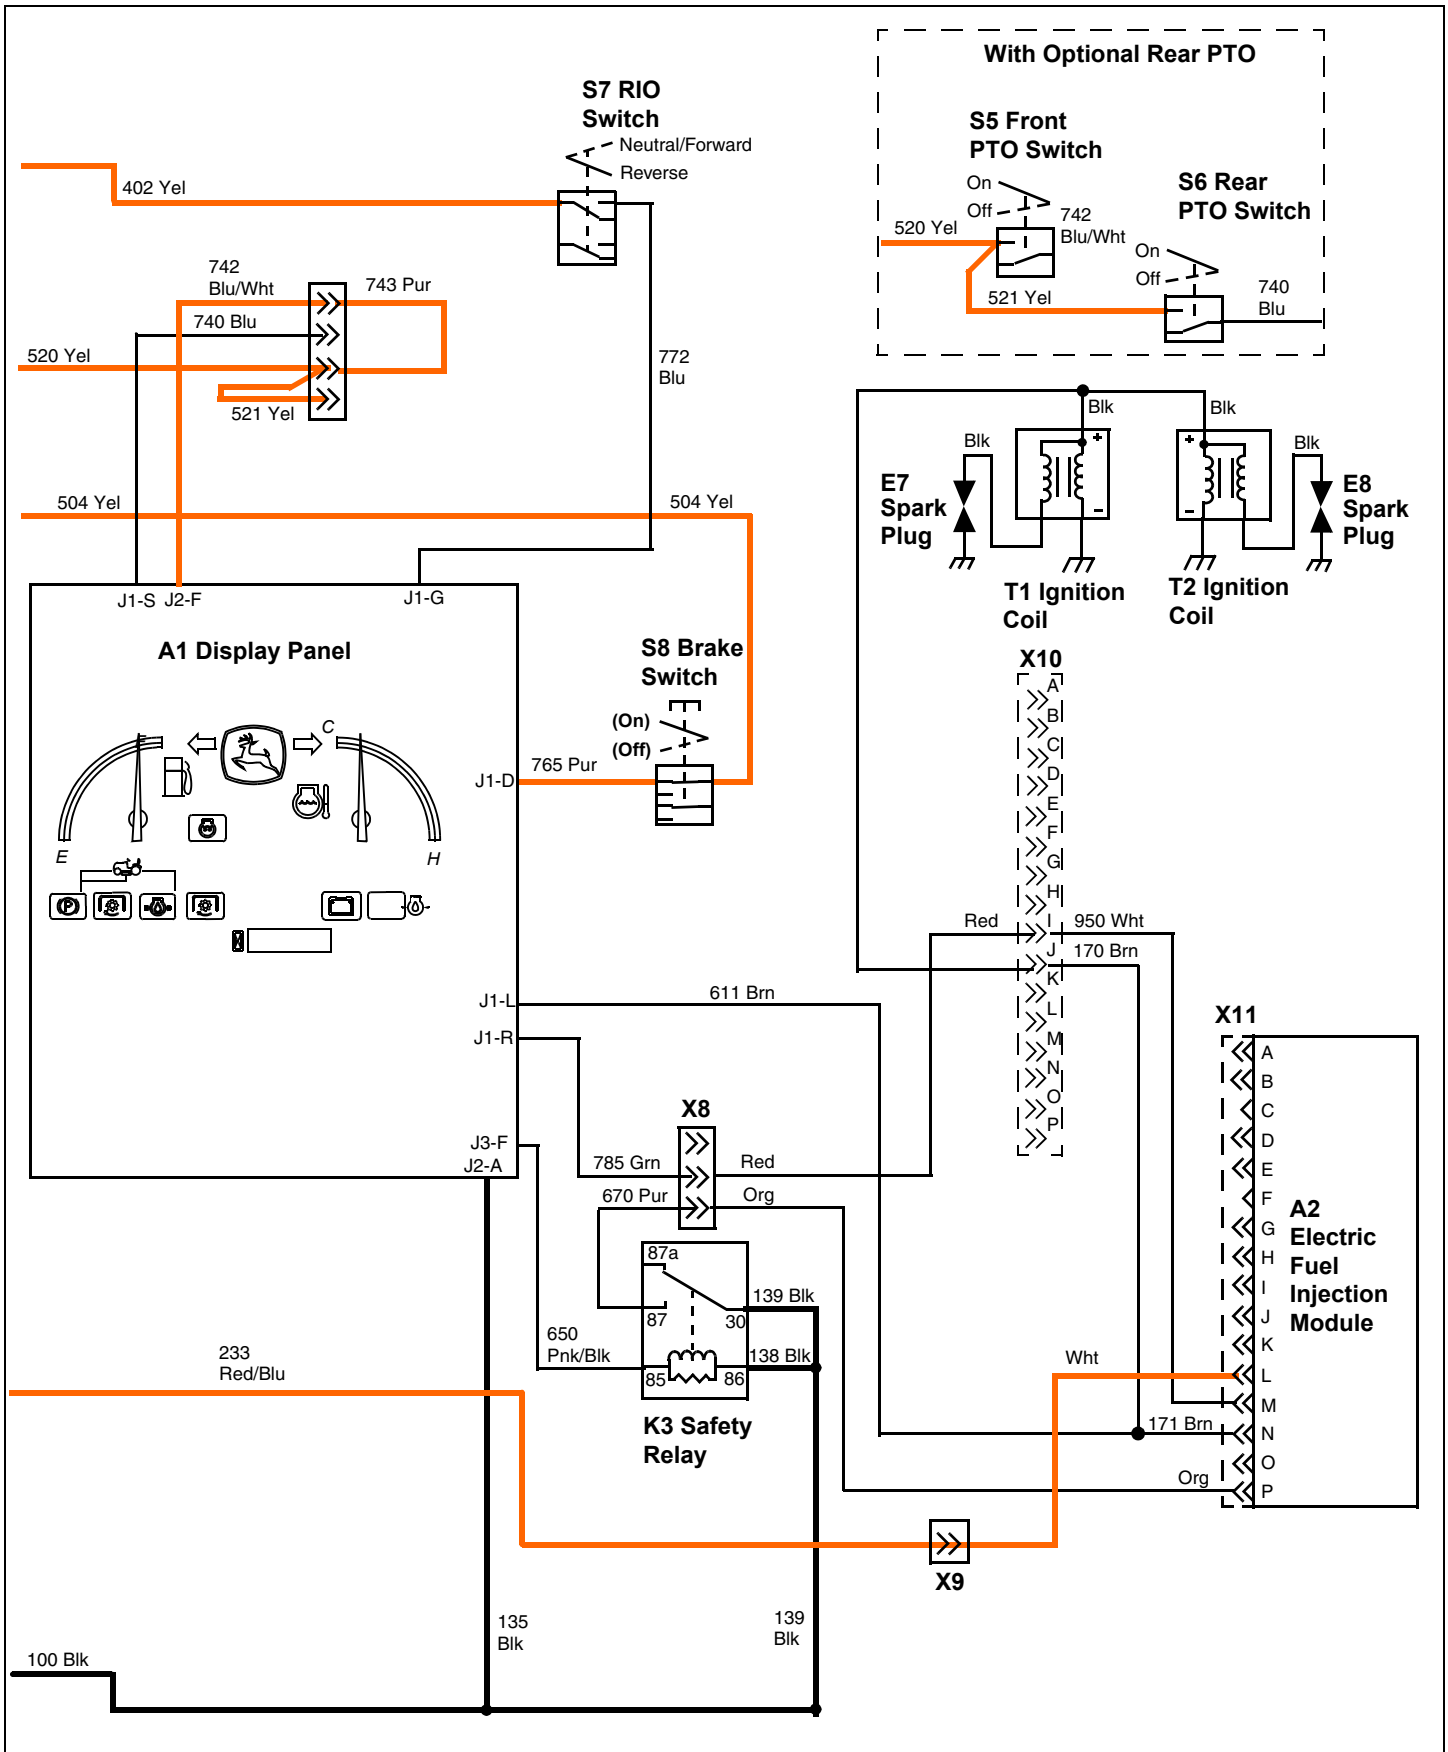 With Optional Rear PTO
S7 RIO
Switch
Neutral/Forward
Reverse
402 Yel
S5 Front
PTO Switch
On
Off
520 Yel
742
Blu/Wht
S6 Rear
PTO Switch
On
Off
521 Yel
740
Blu
742
Blu/Wht
743 Pur
740 Blu
520 Yel
521 Yel
772
Blu
504 Yel
504 Yel
Blk
Blk
Blk
Blk
+
+
-
-
E7
Spark
Plug
E8
Spark
Plug
T1 Ignition
Coil
T2 Ignition
Coil
J1-S
J2-F
J1-G
A1 Display Panel
S8 Brake
Switch
(On)
(Off)
765 Pur
J1-D
E
C
E
H
P
X10
A
B
C
D
E
F
G
H
I
J
K
L
M
N
O
P
Red
950 Wht
170 Brn
J1-L
611 Brn
J1-R
J3-F
J2-A
X8
785 Grn
Red
670 Pur
Org
87a
87
30
139 Blk
650
Pnk/Blk
138 Blk
85
86
K3 Safety
Relay
233
Red/Blu
X11
A
B
C
D
E
F
G
H
I
J
K
L
M
N
O
P
A2
Electric
Fuel
Injection
Module
Wht
171 Brn
Org
X9
135
Blk
139
Blk
100 Blk